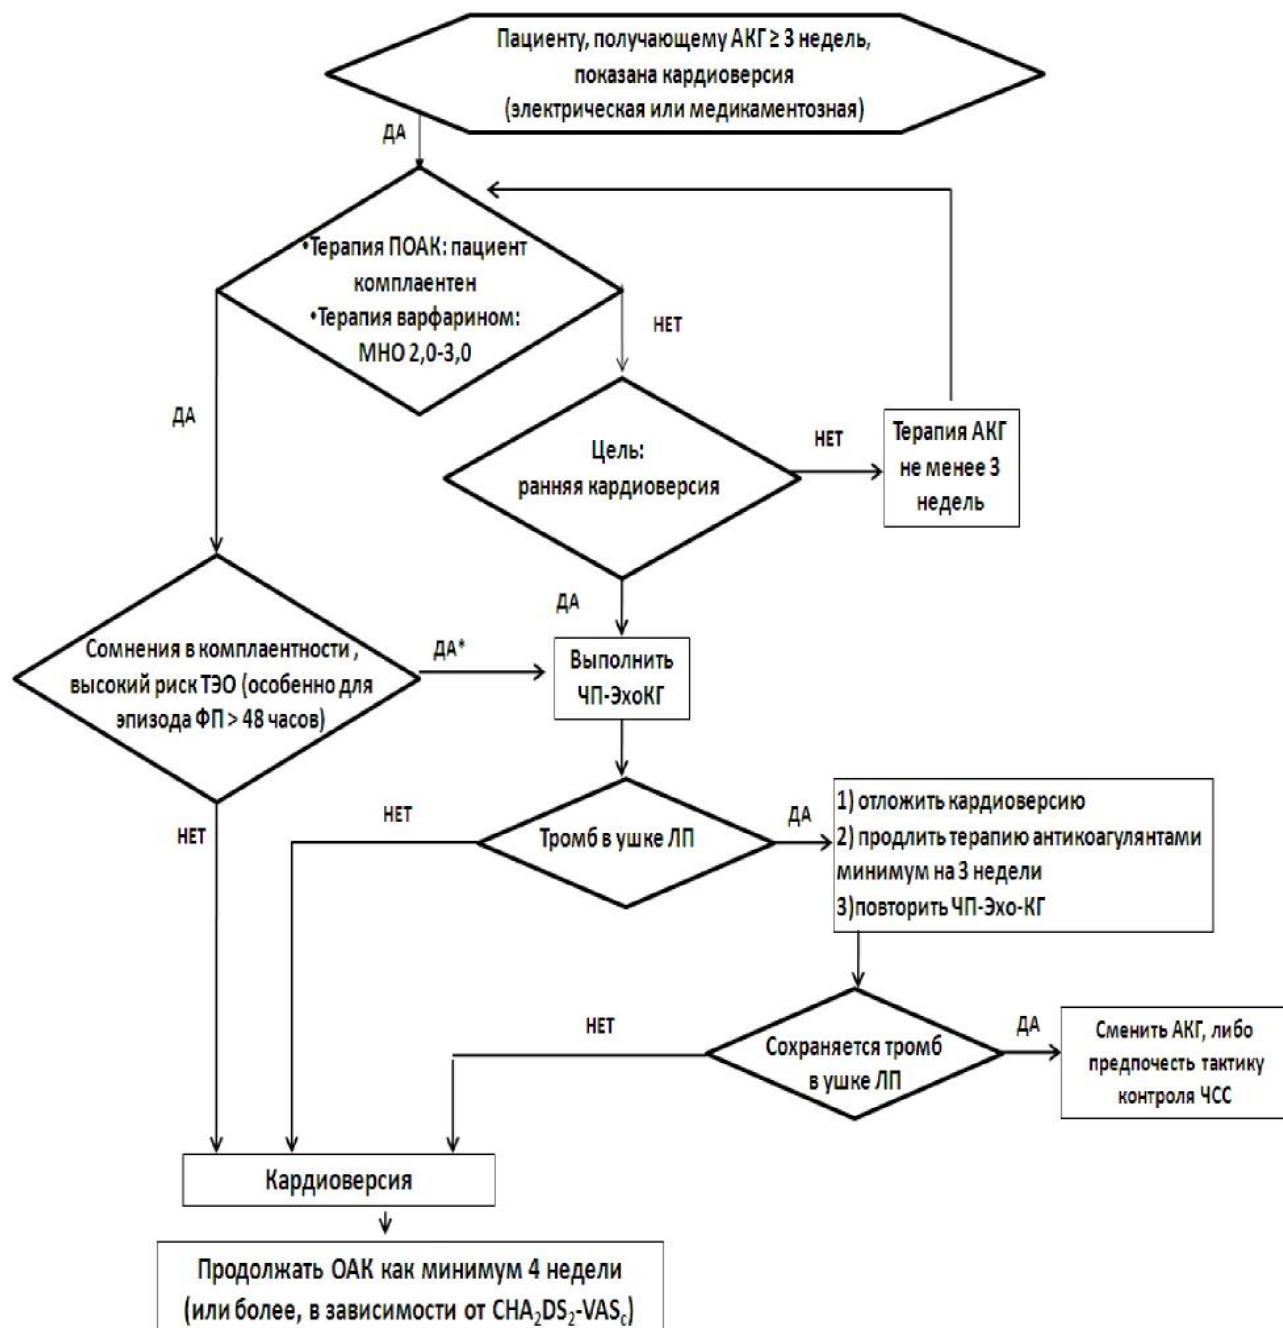 Пациенту, получающему АКГ ≥ 3 недель,
показана кардиоверсия
(электрическая или медикаментозная)
ДА
•Терапия ПОАК: пациент
комплаентен
•Терапия варфарином:
МНО 2,0-3,0
НЕТ
ДА
Цель:
ранняя кардиоверсия
НЕТ
Терапия АКГ
не менее 3
недель
ДА
Сомнения в комплаентности ,
высокий риск ТЭО (особенно для
эпизода ФП > 48 часов)
ДА*
Выполнить
ЧП-ЭхоКГ
НЕТ
НЕТ
Тромб в ушке ЛП
ДА
1) отложить кардиоверсию
2) продлить терапию антикоагулянтами
минимум на 3 недели
3)повторить ЧП-Эхо-КГ
НЕТ
Сохраняется тромб
в ушке ЛП
ДА
Сменить АКГ, либо
предпочесть тактику
контроля ЧСС
Кардиоверсия
Продолжать ОАК как минимум 4 недели
(или более, в зависимости от CHA₂DS₂-VASc)